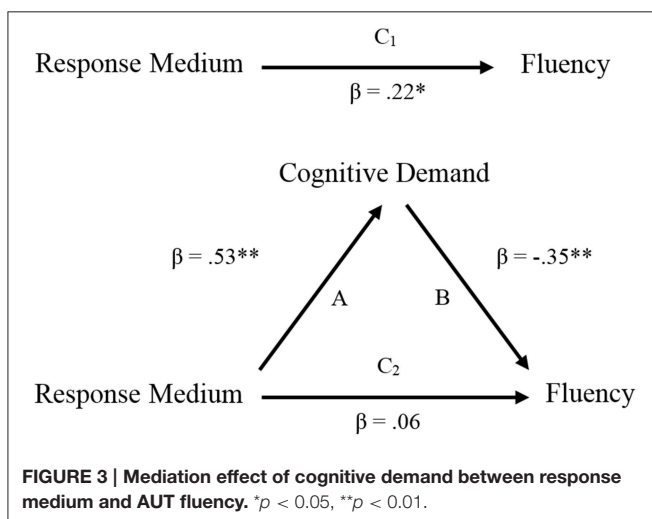 C₁
Response Medium Fluency
β = .22*
Cognitive Demand
β = .53** β = -.35**
A B
C₂
Response Medium Fluency
β = .06
FIGURE 3 | Mediation effect of cognitive demand between response
medium and AUT fluency. *p < 0.05, **p < 0.01.